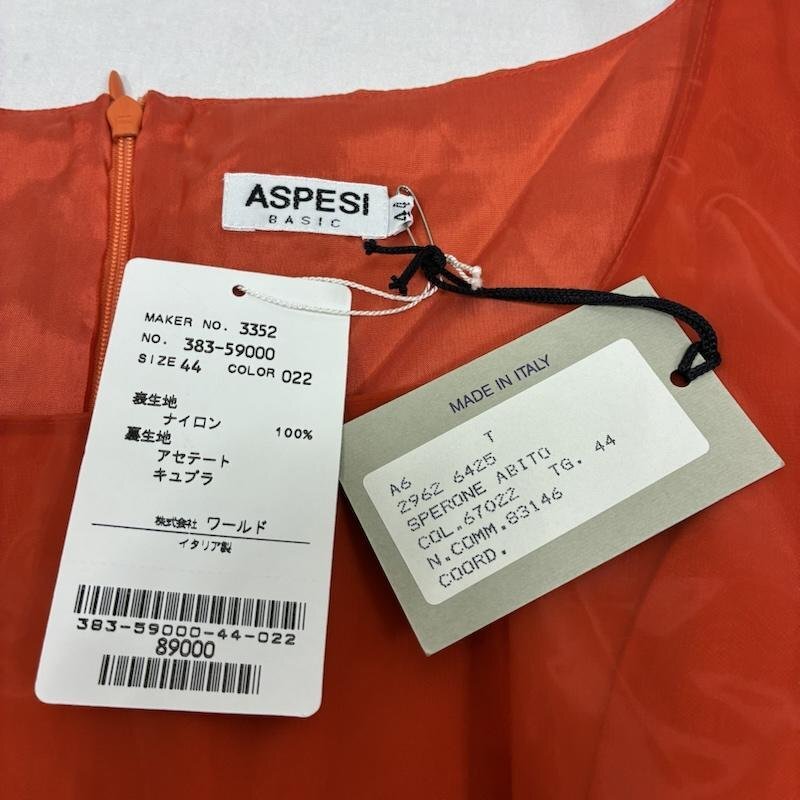 ASPESI
BASIC
44
MAKER NO. 3352
NO. 383-59000
SIZE 44 COLOR 022
表生地
ナイロン 100%
裏生地
アセテート
キュプラ
株式会社 ワールド
イタリア製
383-59000-44-022
89000
MADE IN ITALY
T
A6
2962 6425
SPERONE ABITO
COL.67022 TG. 44
N.COMM.83146
COORD.